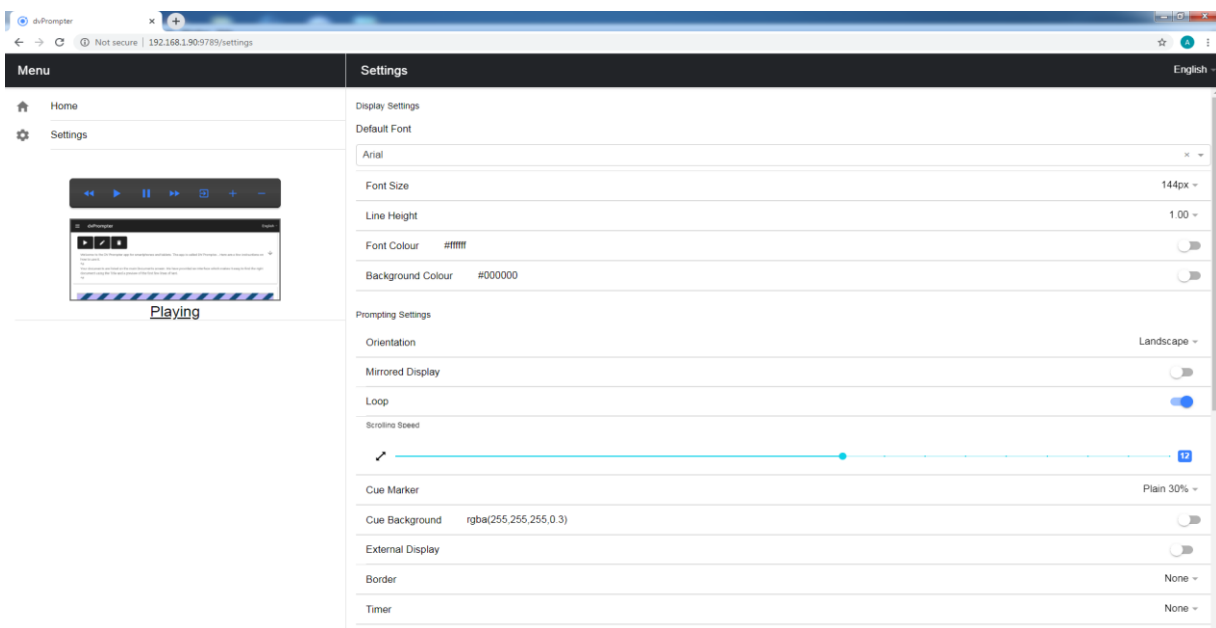 dvPrompter
Not secure | 192.168.1.90:9789/settings
A
Menu
Settings
English
Home
Settings
dvPrompter
English
Playing
Display Settings
Default Font
Arial
Font Size 144px
Line Height 1.00
Font Colour #ffffff
Background Colour #000000
Prompting Settings
Orientation Landscape
Mirrored Display
Loop
Scrolling Speed
12
Cue Marker Plain 30%
Cue Background rgba(255,255,255,0.3)
External Display
Border None
Timer None